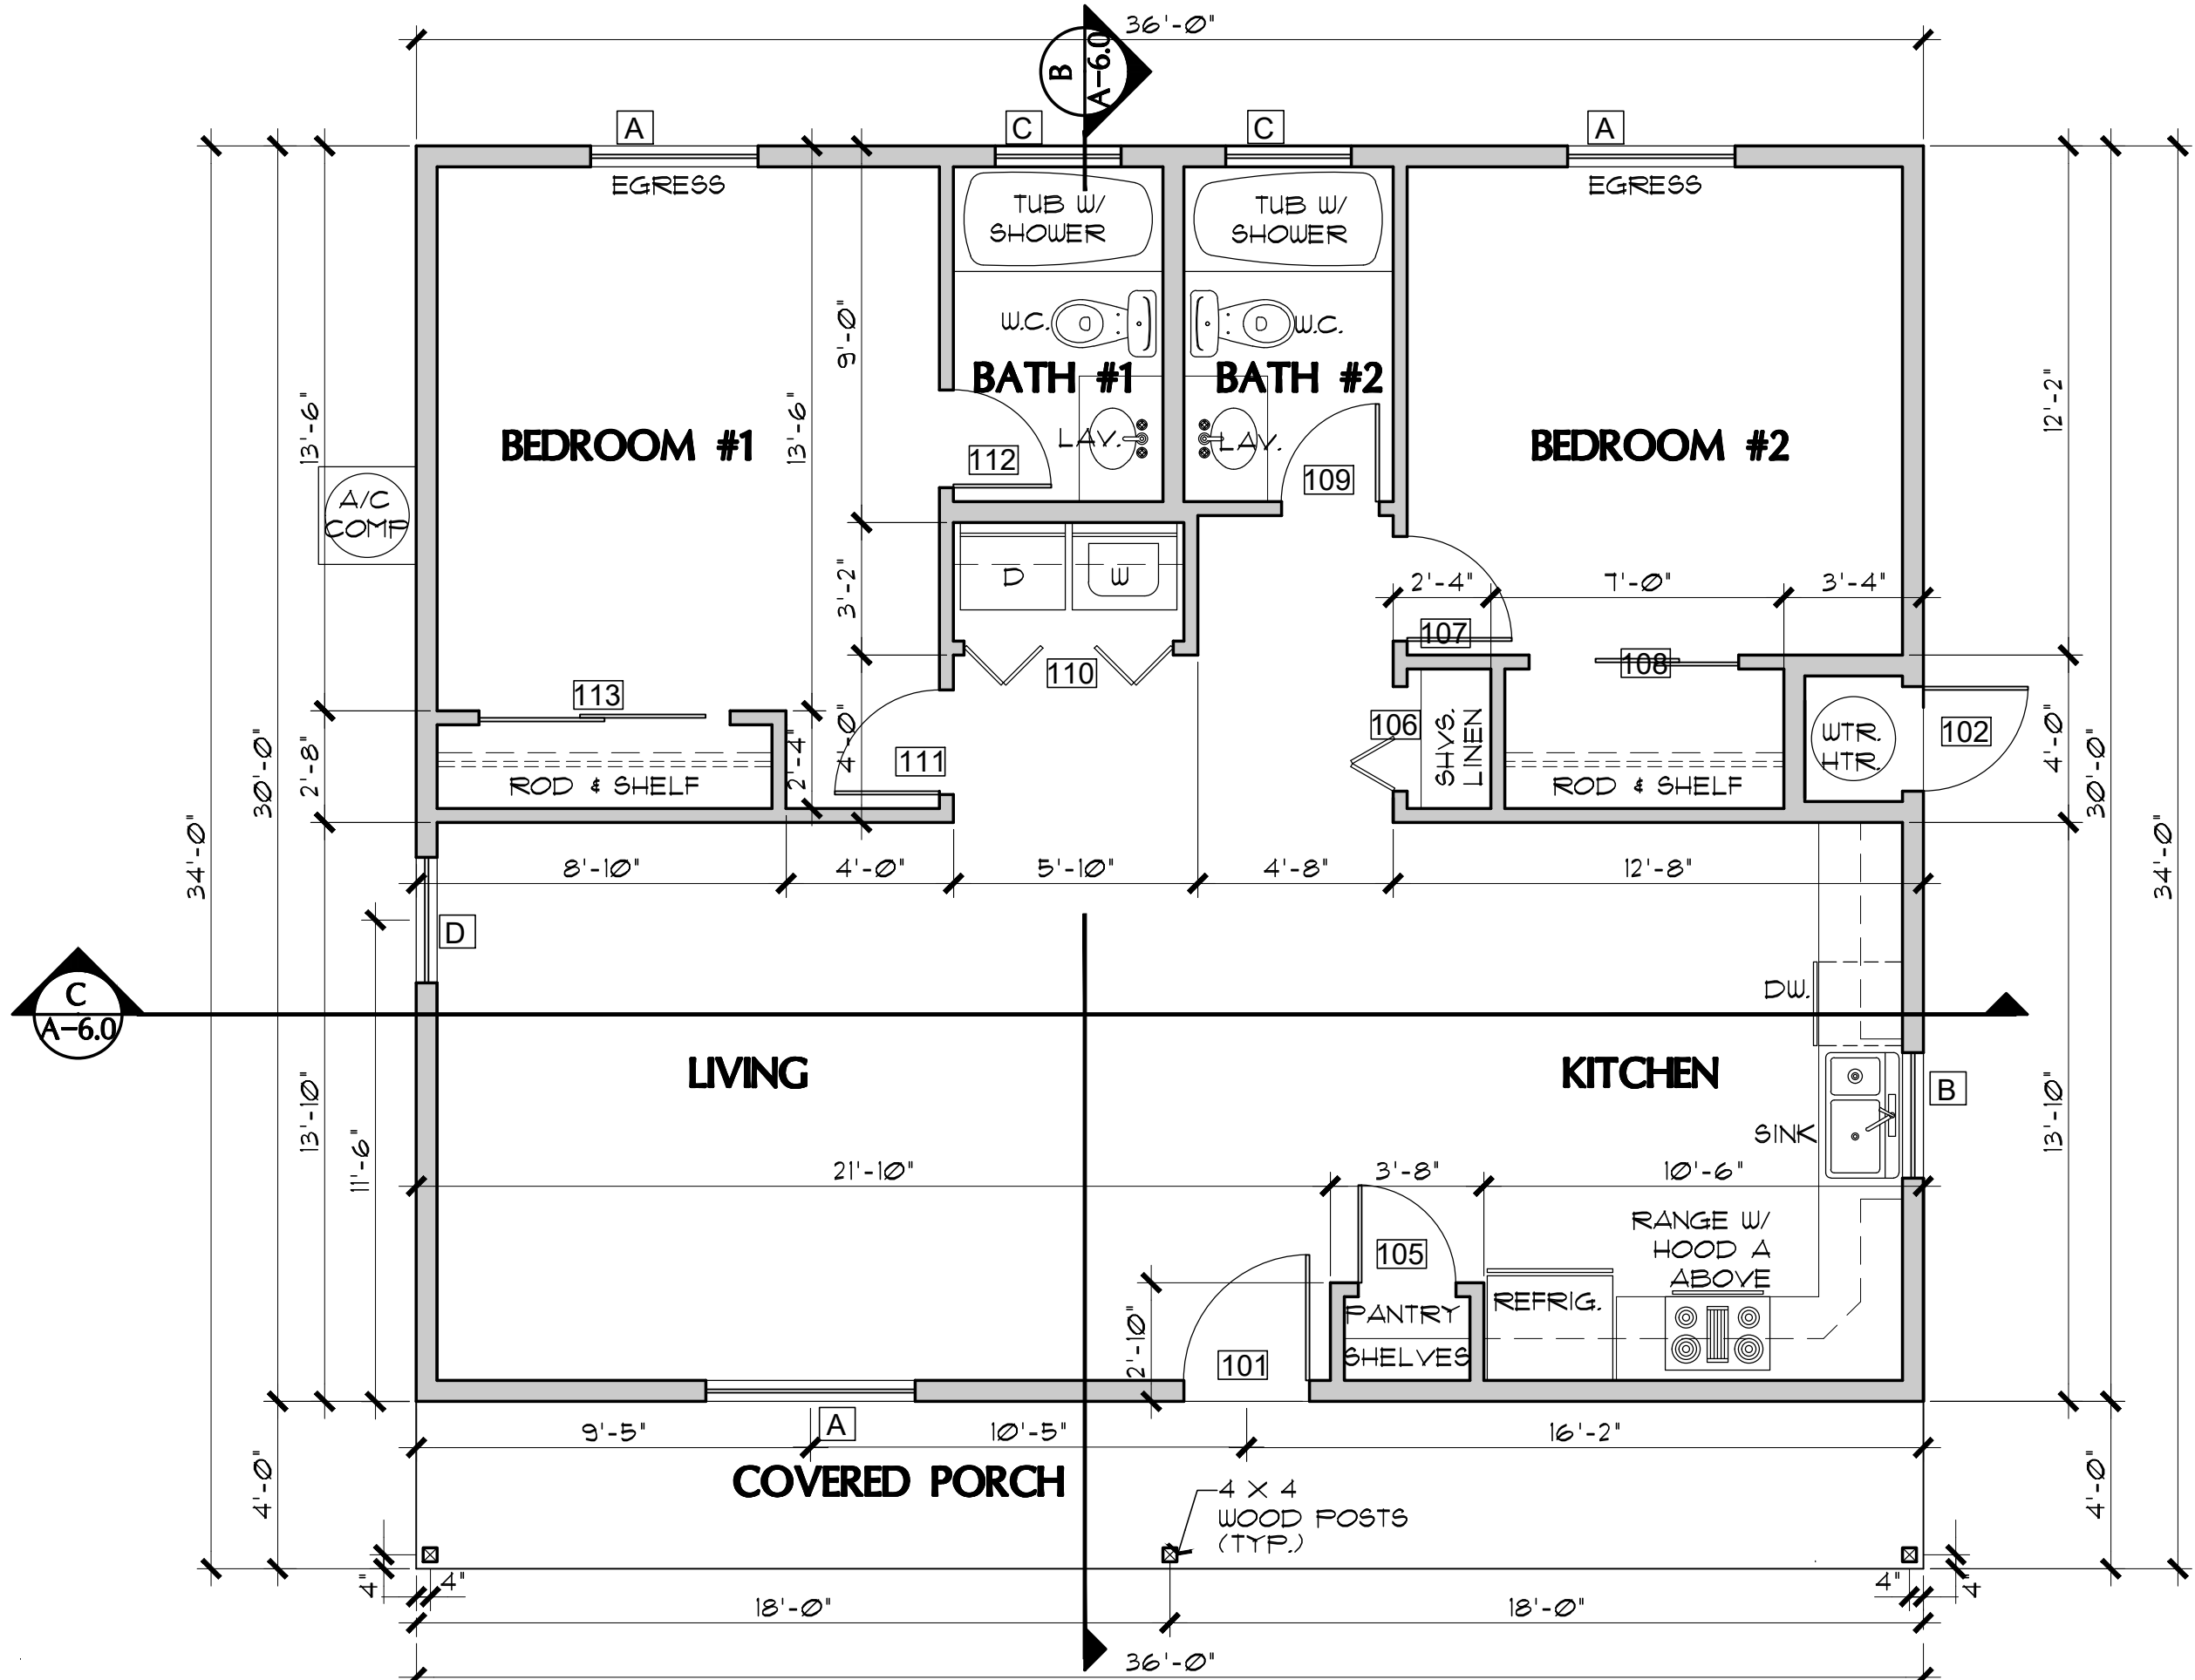 36'-0"
B
A-6.0
A
C
C
A
EGRESS
EGRESS
TUB W/
SHOWER
TUB W/
SHOWER
W.C.
W.C.
BATH #1
BATH #2
9'-0"
13'-6"
13'-6"
12'-2"
BEDROOM #1
BEDROOM #2
LAV.
LAV.
112
109
A/C
COMP
D
W
3'-2"
2'-4"
7'-0"
3'-4"
107
108
110
113
106
SHVS.
LINEN
WTR.
HTR.
102
111
4'-0"
2'-4"
2'-8"
30'-0"
34'-0"
4'-0"
30'-0"
34'-0"
ROD & SHELF
ROD & SHELF
8'-10"
4'-0"
5'-10"
4'-8"
12'-8"
D
DW.
C
A-6.0
LIVING
KITCHEN
B
SINK
13'-10"
11'-6"
13'-10"
21'-10"
3'-8"
10'-6"
RANGE W/
HOOD A
ABOVE
105
REFRIG.
PANTRY
SHELVES
2'-10"
101
A
9'-5"
10'-5"
16'-2"
COVERED PORCH
4'-0"
4'-0"
4 X 4
WOOD POSTS
(TYP.)
4"
4"
4"
4"
18'-0"
18'-0"
36'-0"